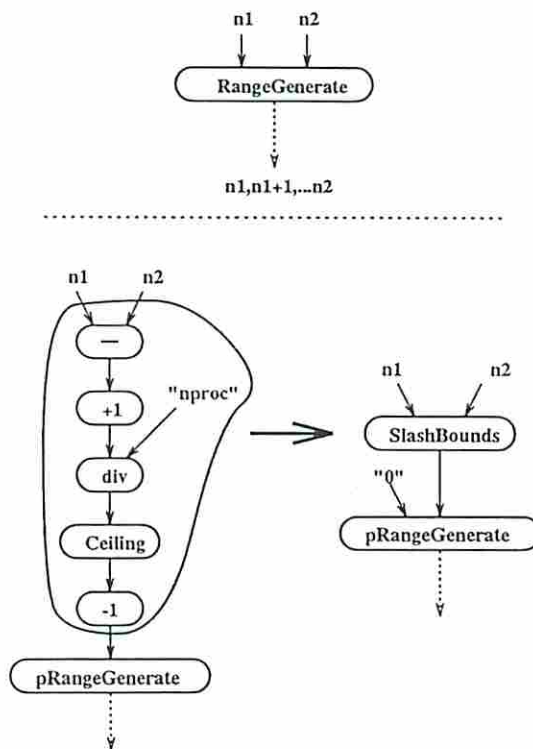 n1 n2
RangeGenerate
n1,n1+1,...n2
n1 n2
—
+1
"nproc"
div
Ceiling
-1
pRangeGenerate
n1 n2
SlashBounds
"0"
pRangeGenerate